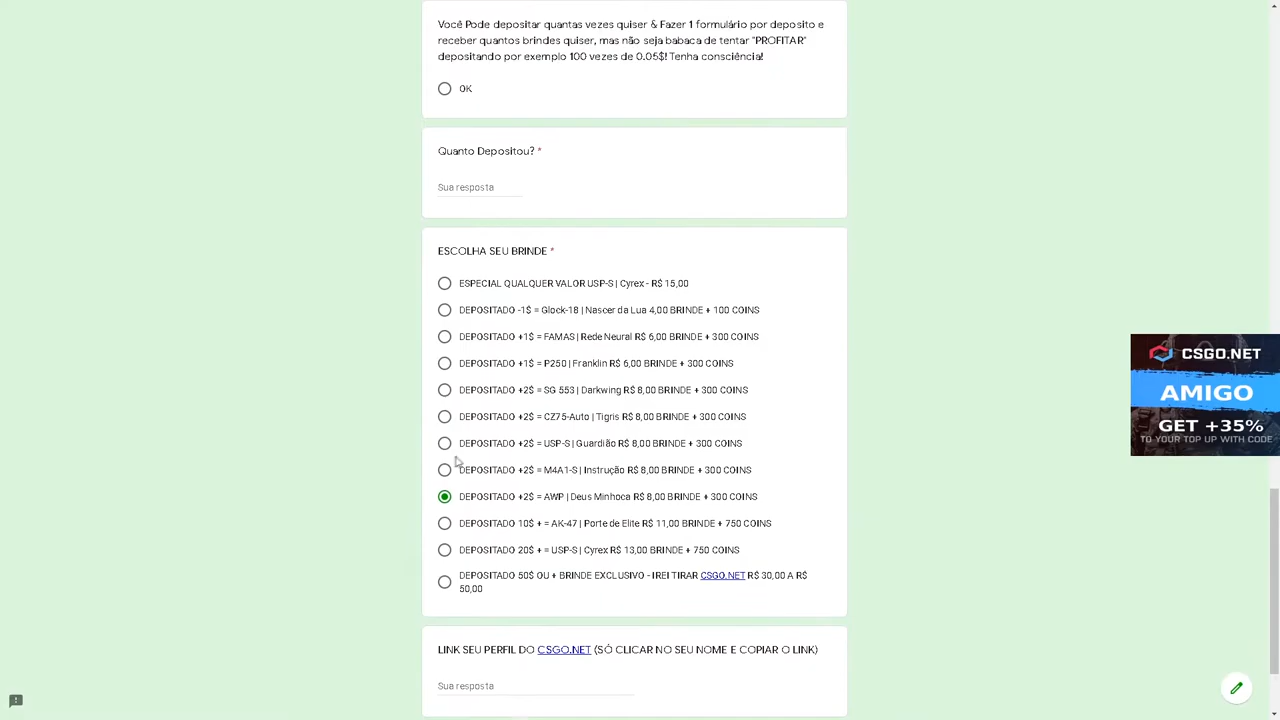 Você Pode depositar quantas vezes quiser & Fazer 1 formulário por deposito e
receber quantos brindes quiser, mas não seja babaca de tentar "PROFITAR"
depositando por exemplo 100 vezes de 0.05$! Tenha consciência!
OK
Quanto Depositou? *
Sua resposta
ESCOLHA SEU BRINDE *
ESPECIAL QUALQUER VALOR USP-S | Cyrex - R$ 15,00
DEPOSITADO -1$ = Glock-18 | Nascer da Lua 4,00 BRINDE + 100 COINS
DEPOSITADO +1$ = FAMAS | Rede Neural R$ 6,00 BRINDE + 300 COINS
DEPOSITADO +1$ = P250 | Franklin R$ 6,00 BRINDE + 300 COINS
DEPOSITADO +2$ = SG 553 | Darkwing R$ 8,00 BRINDE + 300 COINS
DEPOSITADO +2$ = CZ75-Auto | Tigris R$ 8,00 BRINDE + 300 COINS
DEPOSITADO +2$ = USP-S | Guardião R$ 8,00 BRINDE + 300 COINS
DEPOSITADO +2$ = M4A1-S | Instrução R$ 8,00 BRINDE + 300 COINS
DEPOSITADO +2$ = AWP | Deus Minhoca R$ 8,00 BRINDE + 300 COINS
DEPOSITADO 10$ + = AK-47 | Porte de Elite R$ 11,00 BRINDE + 750 COINS
DEPOSITADO 20$ + = USP-S | Cyrex R$ 13,00 BRINDE + 750 COINS
DEPOSITADO 50$ OU + BRINDE EXCLUSIVO - IREI TIRAR CSGO.NET R$ 30,00 A R$
50,00
LINK SEU PERFIL DO CSGO.NET (SÓ CLICAR NO SEU NOME E COPIAR O LINK)
Sua resposta
CSGO.NET
AMIGO
GET +35%
TO YOUR TOP UP WITH CODE